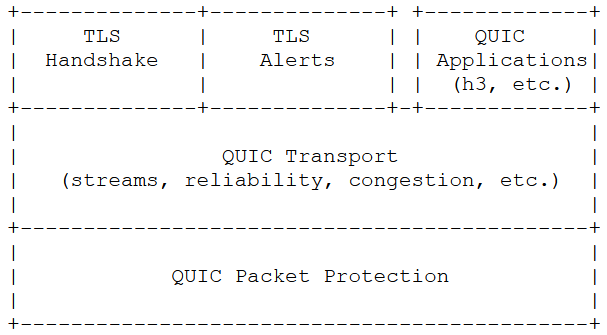 +--------------+--------------+ +-------------+
|     TLS      |     TLS      | |    QUIC     |
|  Handshake   |    Alerts    | | Applications|
|              |              | |  (h3, etc.) |
+--------------+--------------+-+-------------+
|                                             |
|                QUIC Transport               |
|   (streams, reliability, congestion, etc.)  |
|                                             |
+---------------------------------------------+
|                                             |
|            QUIC Packet Protection           |
|                                             |
+---------------------------------------------+